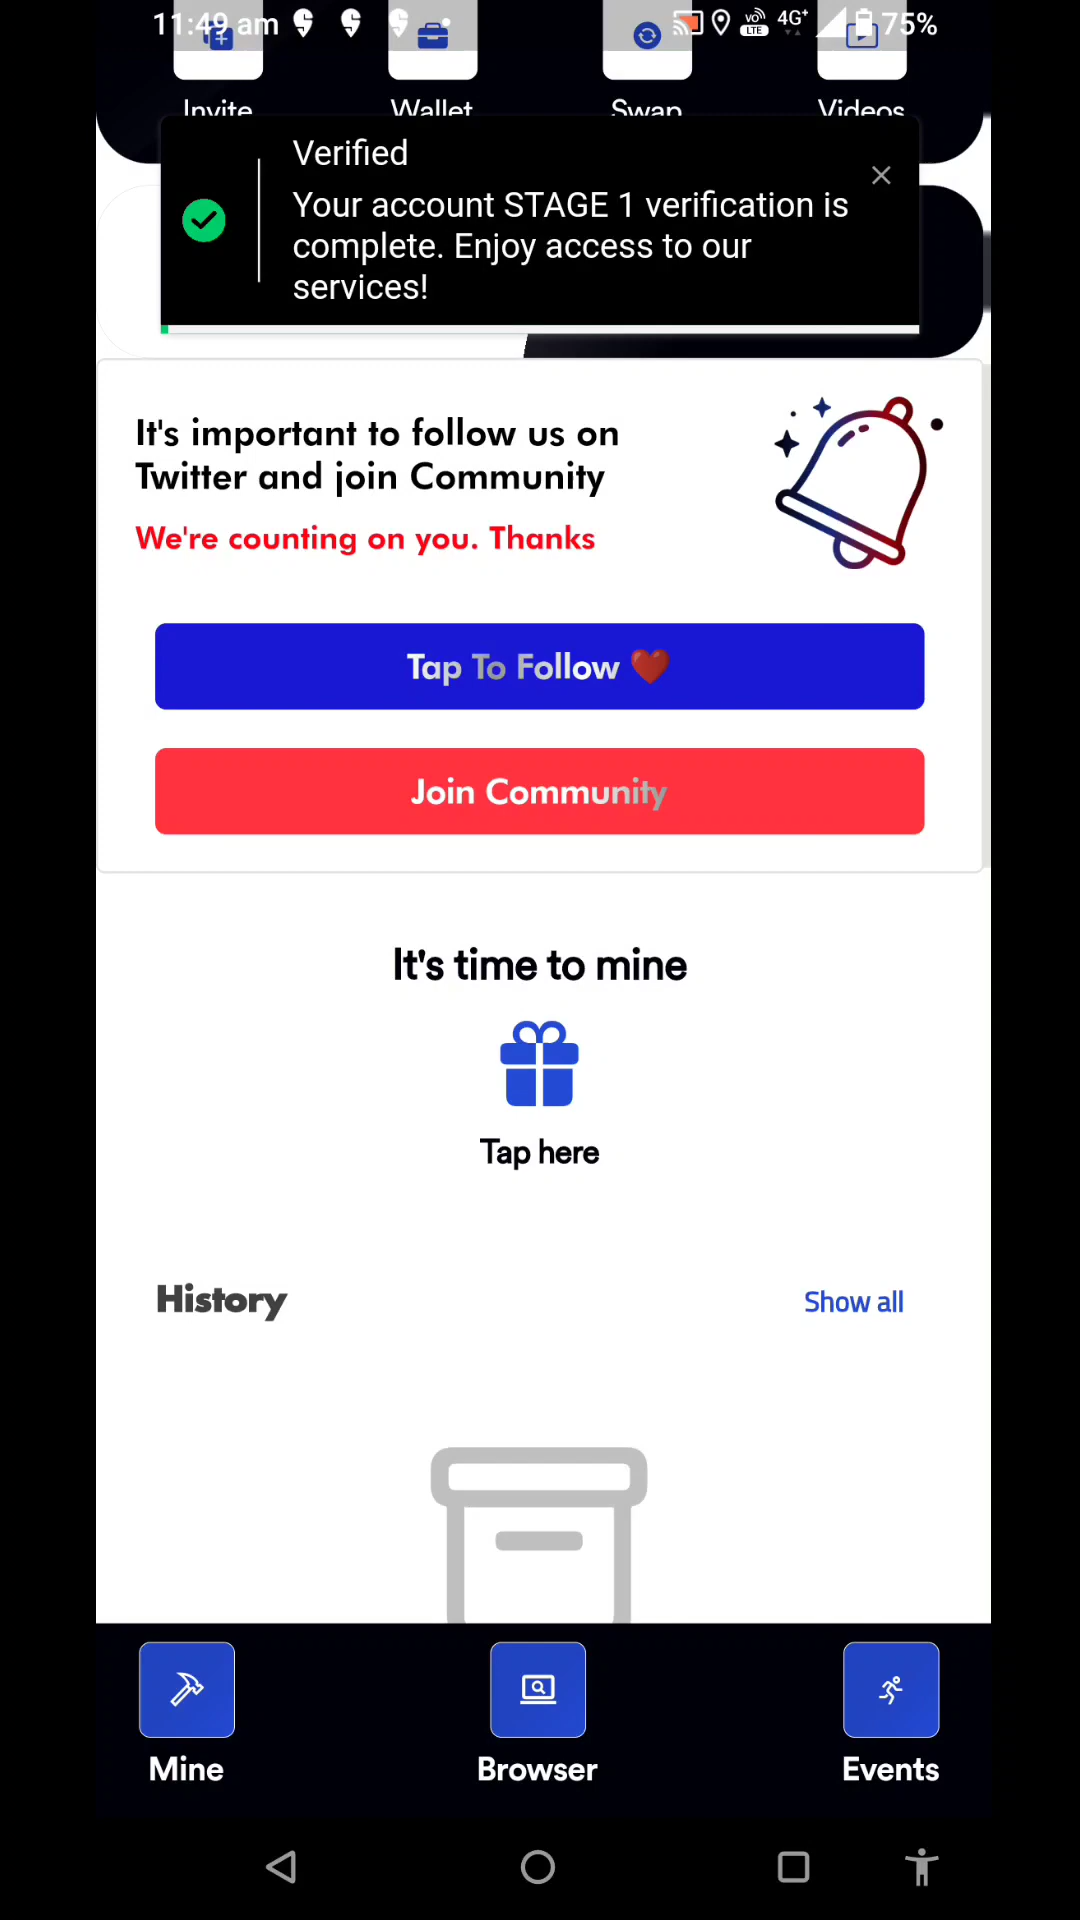 11:49 am
VO
LTE
4G+
75%
Invite Wallet Swap Videos
Verified
Your account STAGE 1 verification is
complete. Enjoy access to our
services!
It's important to follow us on
Twitter and join Community
We're counting on you. Thanks
Tap To Follow ❤️
Join Community
It's time to mine
Tap here
History
Show all
Mine Browser Events